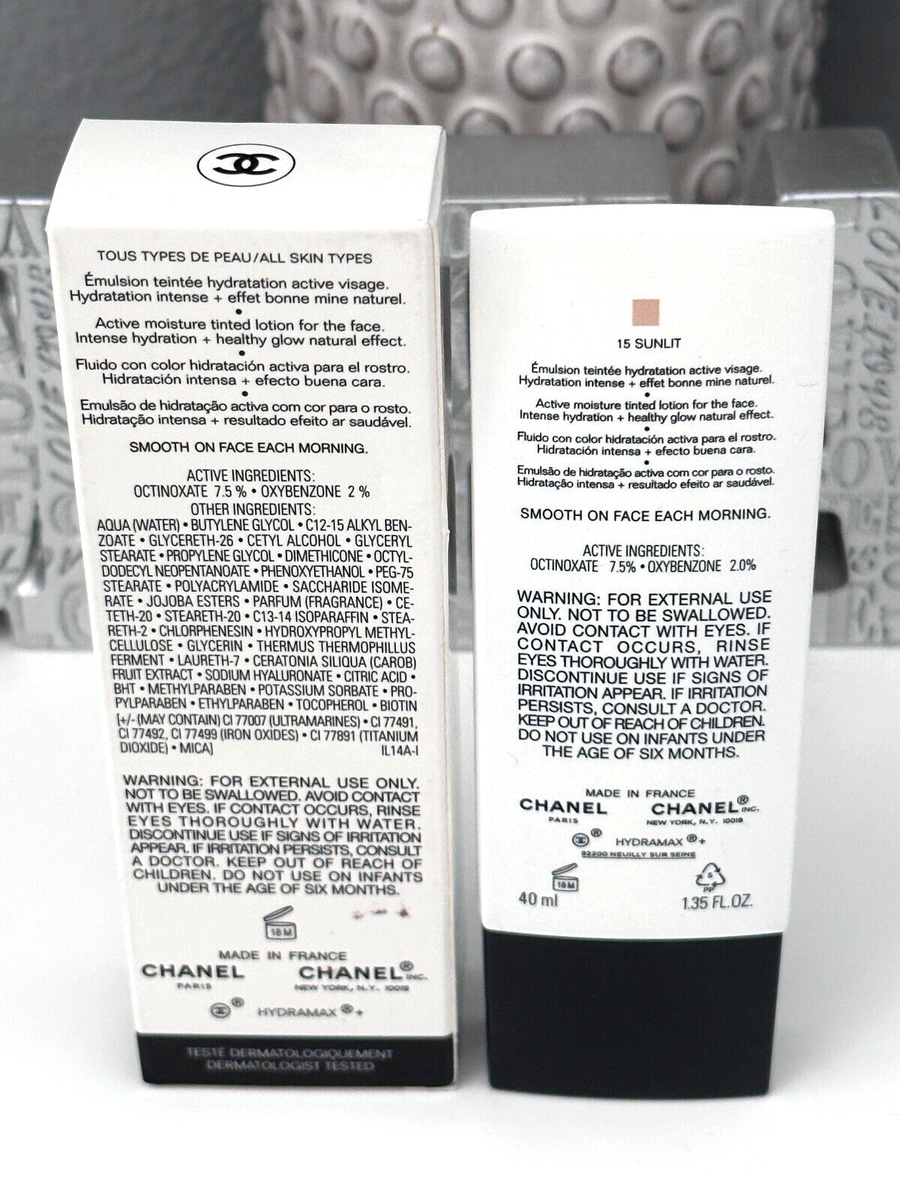 TOUS TYPES DE PEAU/ALL SKIN TYPES
Émulsion teintée hydratation active visage.
Hydratation intense + effet bonne mine naturel.
•
Active moisture tinted lotion for the face.
Intense hydration + healthy glow natural effect.
•
Fluido con color hidratación activa para el rostro.
Hidratación intensa + efecto buena cara.
•
Emulsão de hidratação activa com cor para o rosto.
Hidratação intensa + resultado efeito ar saudável.
SMOOTH ON FACE EACH MORNING.
ACTIVE INGREDIENTS:
OCTINOXATE 7.5 % • OXYBENZONE 2 %
OTHER INGREDIENTS:
AQUA (WATER) • BUTYLENE GLYCOL • C12-15 ALKYL BEN-
ZOATE • GLYCERETH-26 • CETYL ALCOHOL • GLYCERYL
STEARATE • PROPYLENE GLYCOL • DIMETHICONE • OCTYL-
DODECYL NEOPENTANOATE • PHENOXYETHANOL • PEG-75
STEARATE • POLYACRYLAMIDE • SACCHARIDE ISOME-
RATE • JOJOBA ESTERS • PARFUM (FRAGRANCE) • CE-
TETH-20 • STEARETH-20 • C13-14 ISOPARAFFIN • STEA-
RETH-2 • CHLORPHENESIN • HYDROXYPROPYL METHYL-
CELLULOSE • GLYCERIN • THERMUS THERMOPHILLUS
FERMENT • LAURETH-7 • CERATONIA SILIQUA (CAROB)
FRUIT EXTRACT • SODIUM HYALURONATE • CITRIC ACID •
BHT • METHYLPARABEN • POTASSIUM SORBATE • PRO-
PYLPARABEN • ETHYLPARABEN • TOCOPHEROL • BIOTIN
[+/- (MAY CONTAIN) CI 77007 (ULTRAMARINES) • CI 77491,
CI 77492, CI 77499 (IRON OXIDES) • CI 77891 (TITANIUM
DIOXIDE) • MICA] IL14A-I
WARNING: FOR EXTERNAL USE ONLY.
NOT TO BE SWALLOWED. AVOID CONTACT
WITH EYES. IF CONTACT OCCURS, RINSE
EYES THOROUGHLY WITH WATER.
DISCONTINUE USE IF SIGNS OF IRRITATION
APPEAR. IF IRRITATION PERSISTS, CONSULT
A DOCTOR. KEEP OUT OF REACH OF
CHILDREN. DO NOT USE ON INFANTS
UNDER THE AGE OF SIX MONTHS.
18 M
MADE IN FRANCE
CHANEL CHANEL® INC.
PARIS NEW YORK, N.Y. 10019
® HYDRAMAX ® +
TESTÉ DERMATOLOGIQUEMENT
DERMATOLOGIST TESTED
15 SUNLIT
Émulsion teintée hydratation active visage.
Hydratation intense + effet bonne mine naturel.
•
Active moisture tinted lotion for the face.
Intense hydration + healthy glow natural effect.
•
Fluido con color hidratación activa para el rostro.
Hidratación intensa + efecto buena cara.
•
Emulsão de hidratação activa com cor para o rosto.
Hidratação intensa + resultado efeito ar saudável.
SMOOTH ON FACE EACH MORNING.
ACTIVE INGREDIENTS:
OCTINOXATE 7.5% • OXYBENZONE 2.0%
WARNING: FOR EXTERNAL USE
ONLY. NOT TO BE SWALLOWED.
AVOID CONTACT WITH EYES. IF
CONTACT OCCURS, RINSE
EYES THOROUGHLY WITH WATER.
DISCONTINUE USE IF SIGNS OF
IRRITATION APPEAR. IF IRRITATION
PERSISTS, CONSULT A DOCTOR.
KEEP OUT OF REACH OF CHILDREN.
DO NOT USE ON INFANTS UNDER
THE AGE OF SIX MONTHS.
MADE IN FRANCE
CHANEL CHANEL® INC.
PARIS NEW YORK, N.Y. 10019
® HYDRAMAX ® +
92200 NEUILLY SUR SEINE
18 M
5
PP
40 ml 1.35 FL.OZ.
LOVE